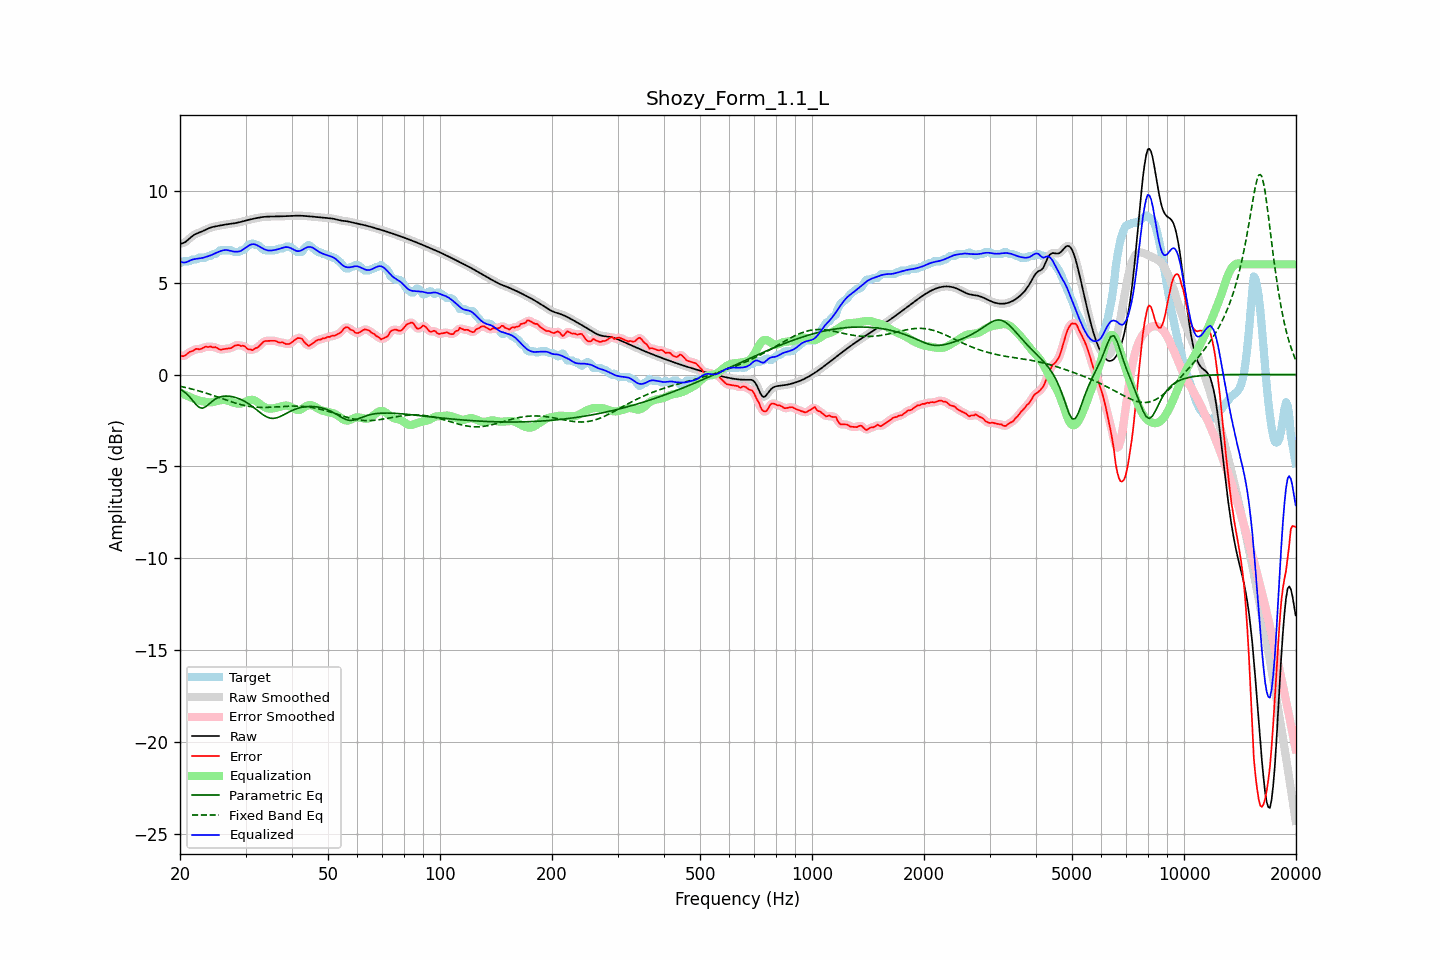 Shozy_Form_1.1_L
Amplitude (dBr)
10
5
0
−5
−10
−15
−20
−25
Target
Raw Smoothed
Error Smoothed
Raw
Error
Equalization
Parametric Eq
Fixed Band Eq
Equalized
20 50 100 200 500 1000 2000 5000 10000 20000
Frequency (Hz)